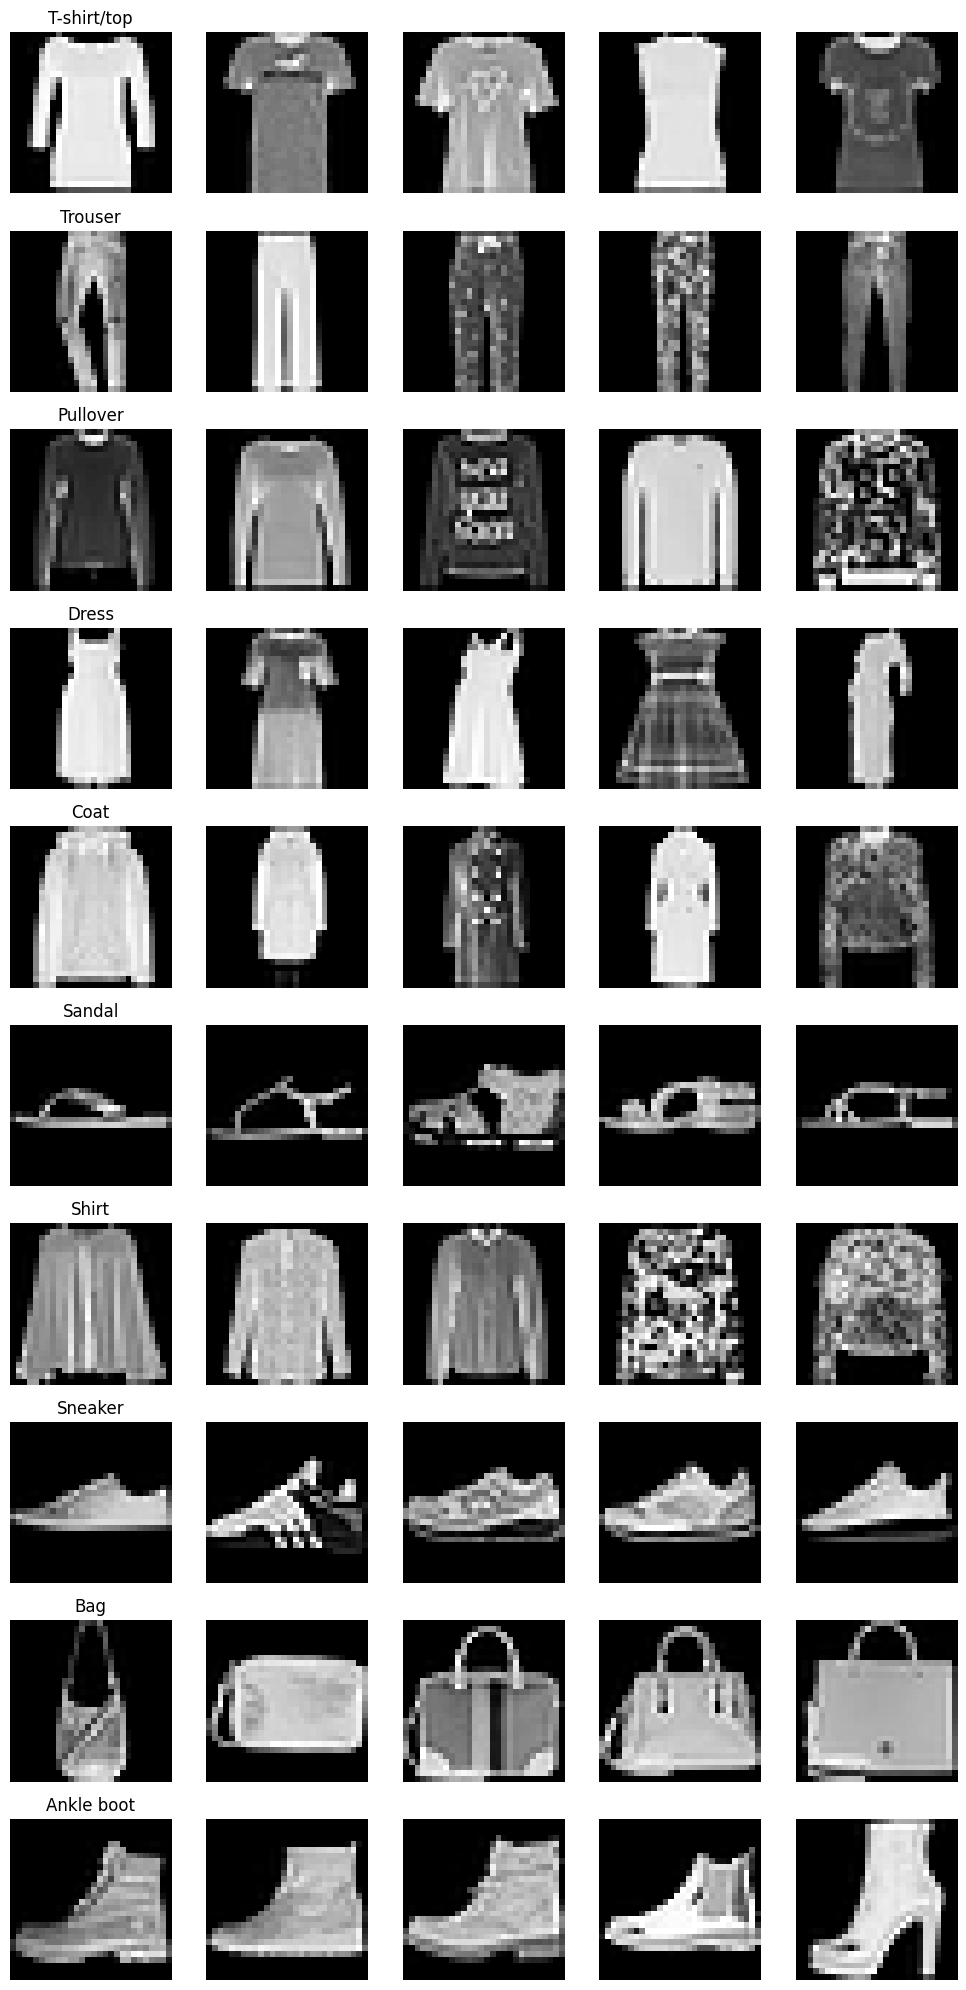 T-shirt/top
Trouser
Pullover
Dress
Coat
Sandal
Shirt
Sneaker
Bag
Ankle boot